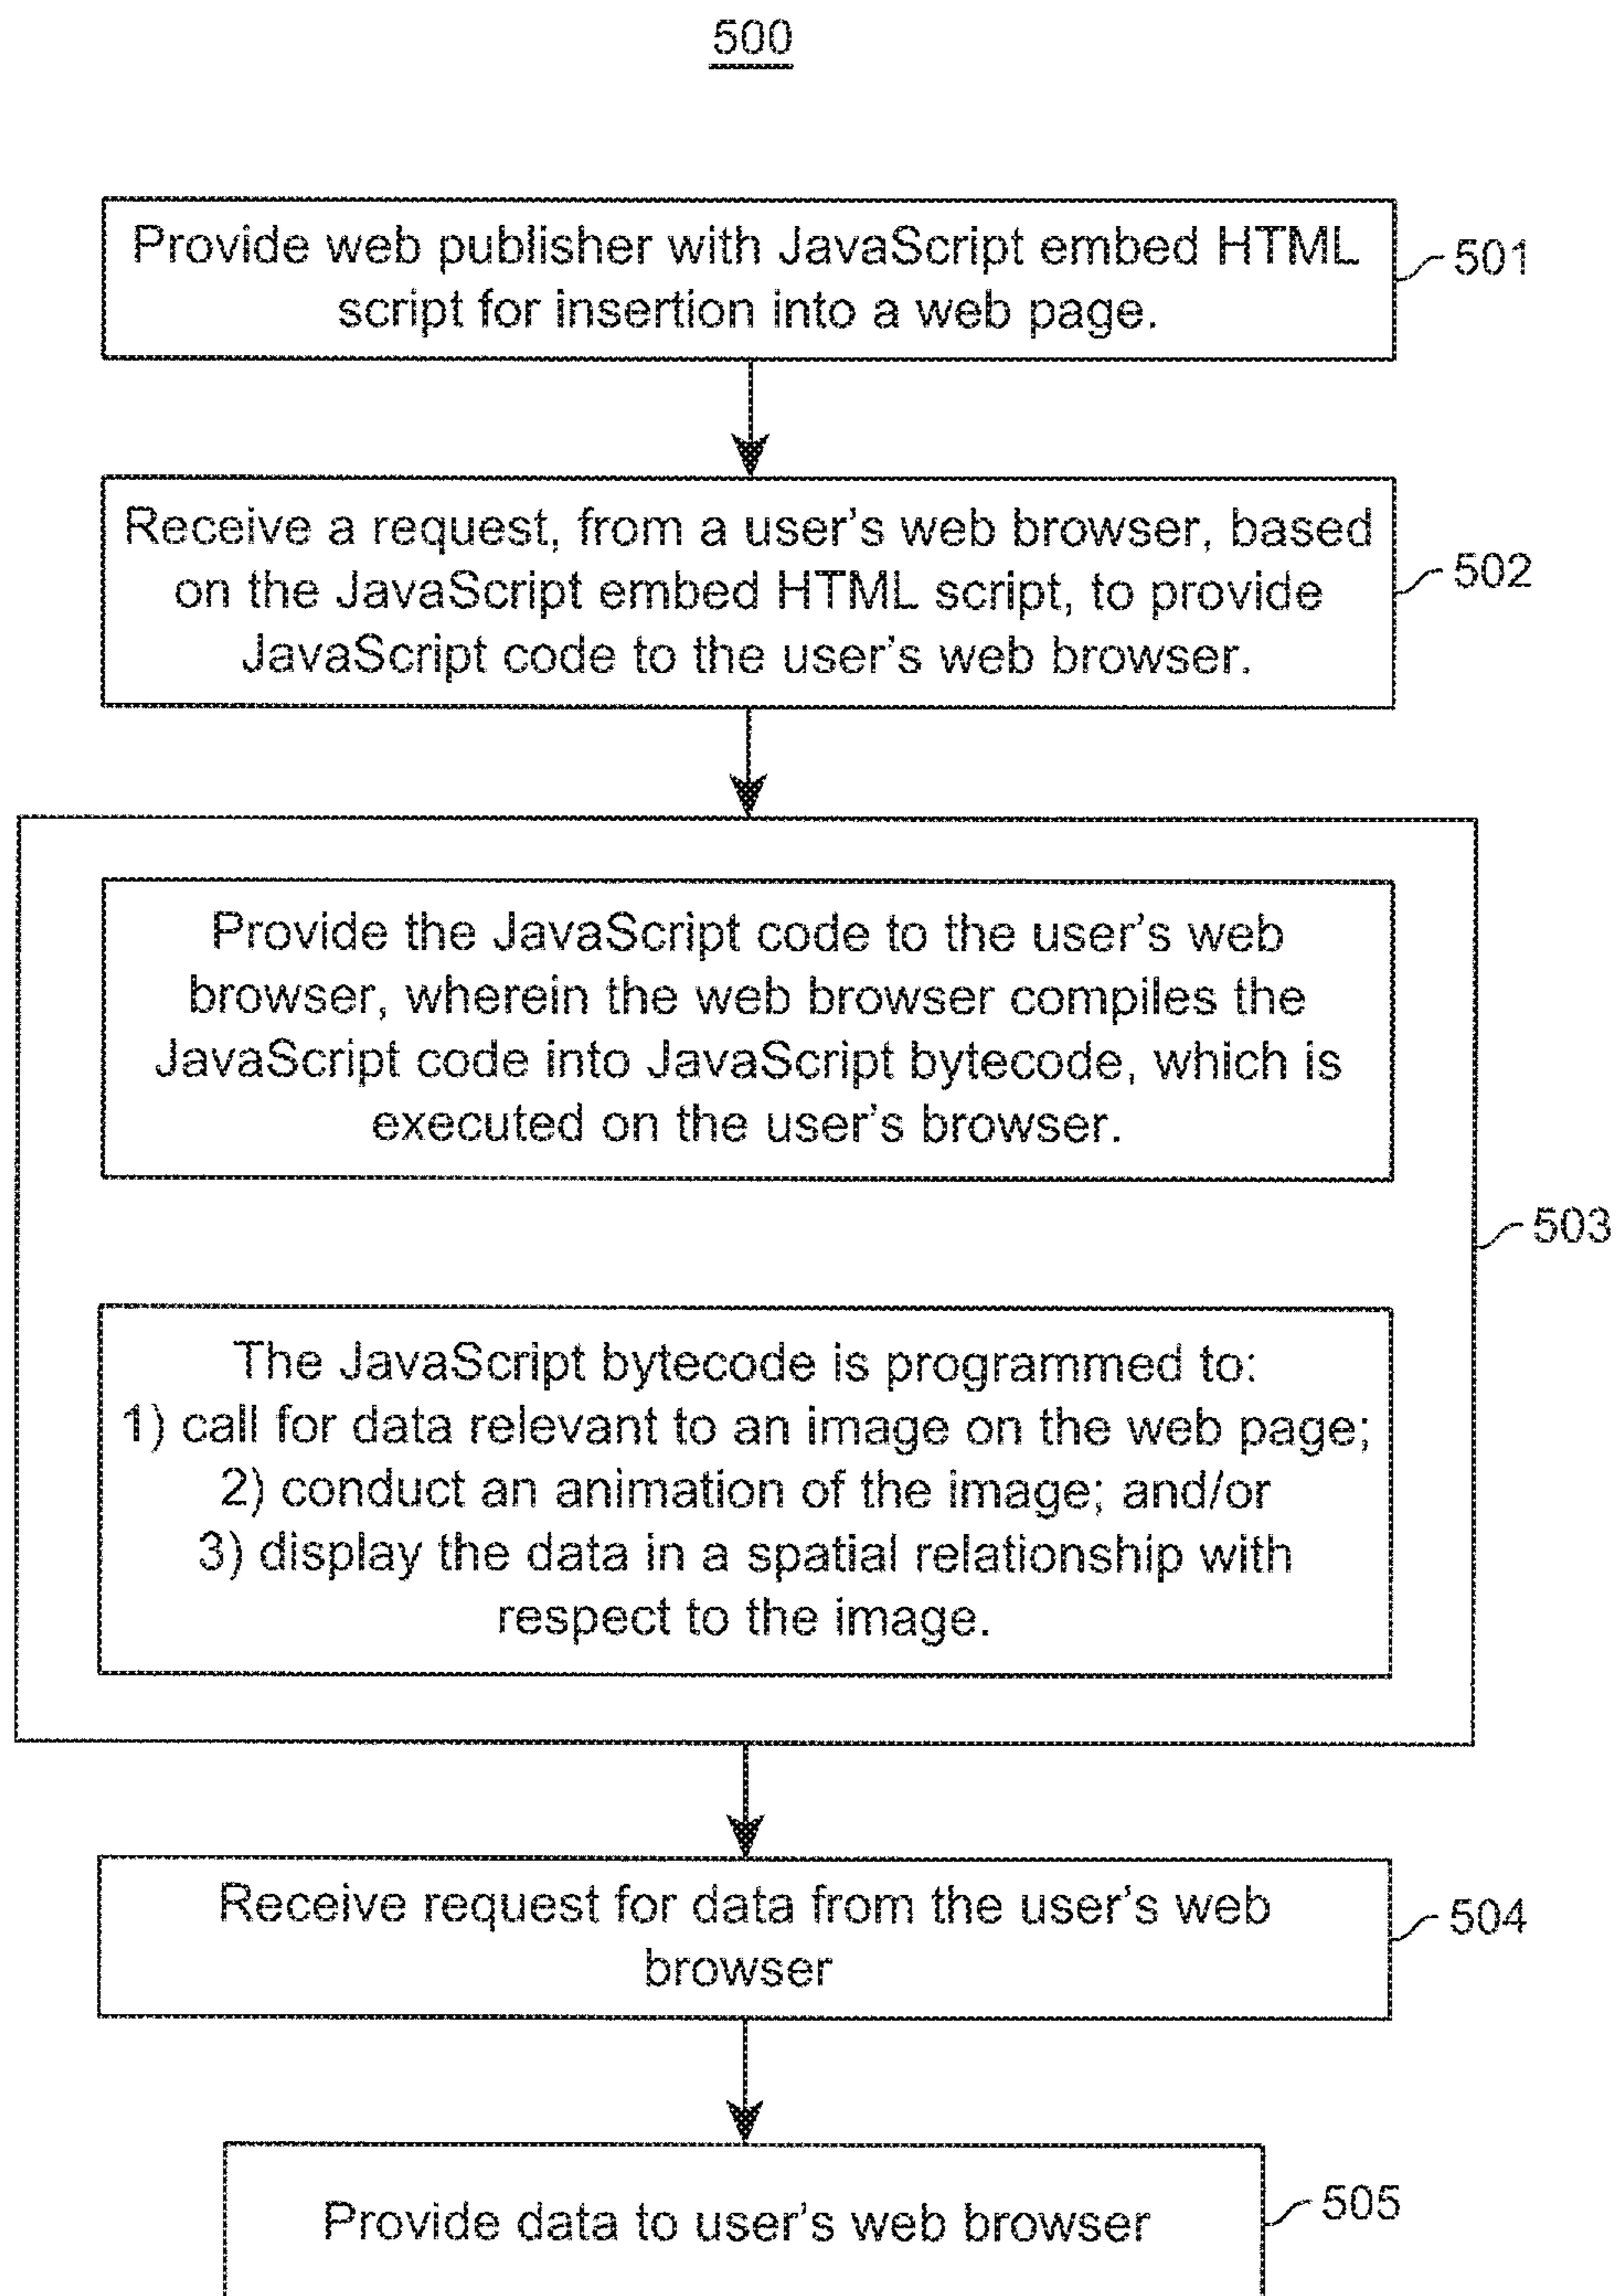 500
Provide web publisher with JavaScript embed HTML
script for insertion into a web page.
501
Receive a request, from a user's web browser, based
on the JavaScript embed HTML script, to provide
JavaScript code to the user's web browser.
502
Provide the JavaScript code to the user's web
browser, wherein the web browser compiles the
JavaScript code into JavaScript bytecode, which is
executed on the user's browser.
503
The JavaScript bytecode is programmed to:
1) call for data relevant to an image on the web page;
2) conduct an animation of the image; and/or
3) display the data in a spatial relationship with
respect to the image.
Receive request for data from the user's web
browser
504
Provide data to user's web browser
505